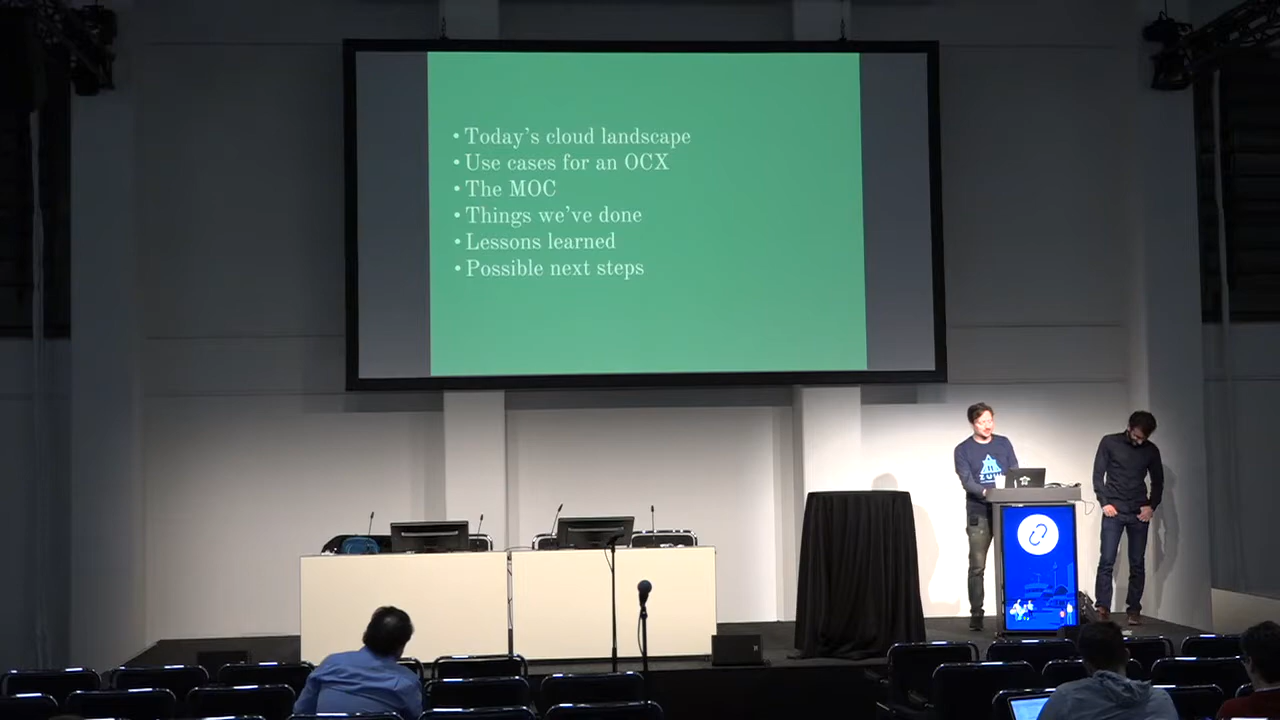 • Today's cloud landscape
• Use cases for an OCX
• The MOC
• Things we've done
• Lessons learned
• Possible next steps